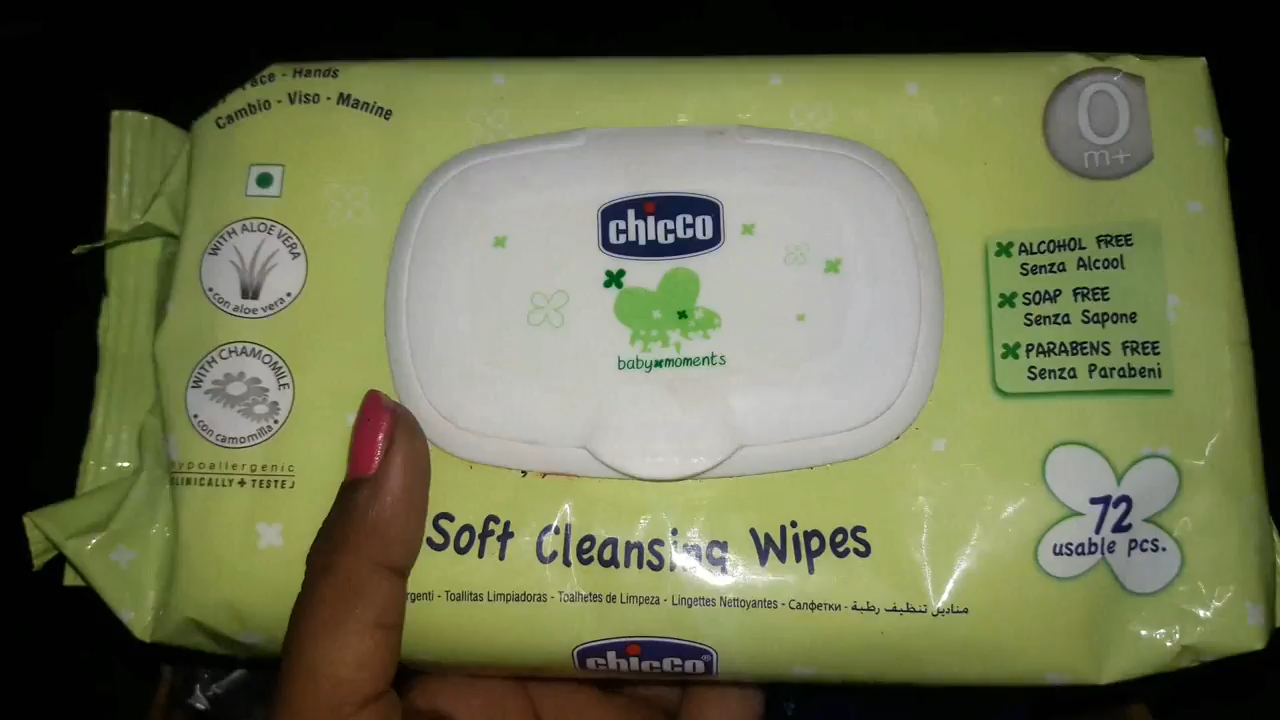 Face - Hands
Cambio - Viso - Manine
0
m+
WITH ALOE VERA
• con aloe vera •
WITH CHAMOMILE
• con camomilla •
hypoallergenic
CLINICALLY + TESTED
chicco
baby moments
ALCOHOL FREE
Senza Alcool
SOAP FREE
Senza Sapone
PARABENS FREE
Senza Parabeni
72
usable pcs.
Soft Cleansing Wipes
- Toallitas Limpiadoras - Toalhetes de Limpeza - Lingettes Nettoyantes - Салфетки - مناديل تنظيف رطبة
chicco®